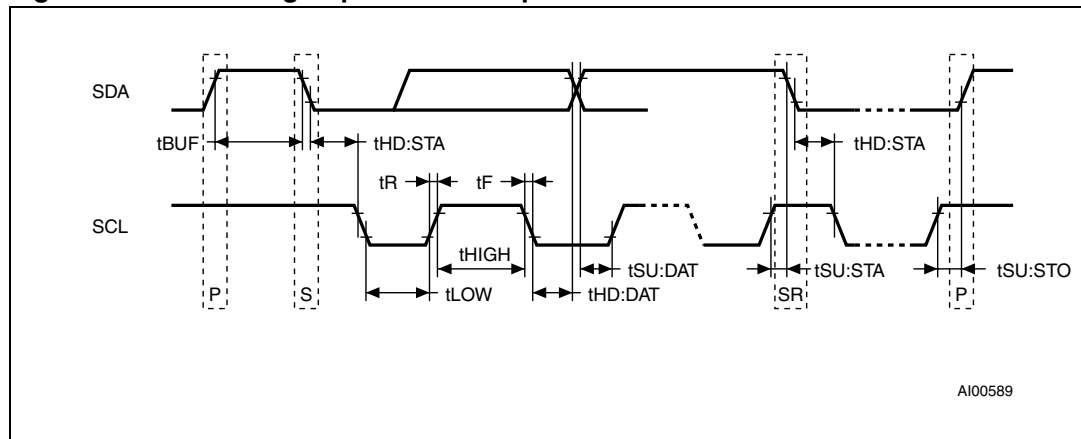 SDA
tBUF
tHD:STA
tHD:STA
tR
tF
SCL
tHIGH
tSU:DAT
tSU:STA
tSU:STO
P
S
tLOW
tHD:DAT
SR
P
AI00589